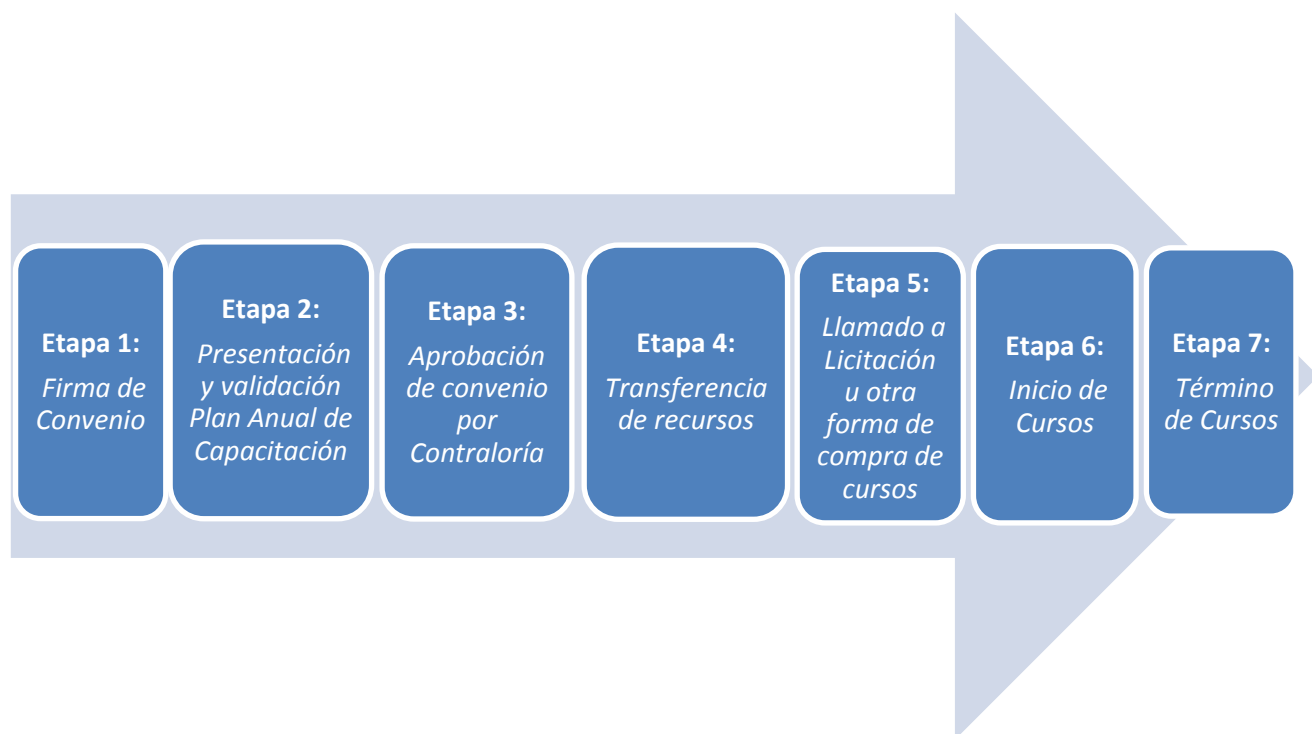 Etapa 1:
Firma de
Convenio
Etapa 2:
Presentación
y validación
Plan Anual de
Capacitación
Etapa 3:
Aprobación
de convenio
por
Contraloría
Etapa 4:
Transferencia
de recursos
Etapa 5:
Llamado a
Licitación
u otra
forma de
compra de
cursos
Etapa 6:
Inicio de
Cursos
Etapa 7:
Término
de Cursos